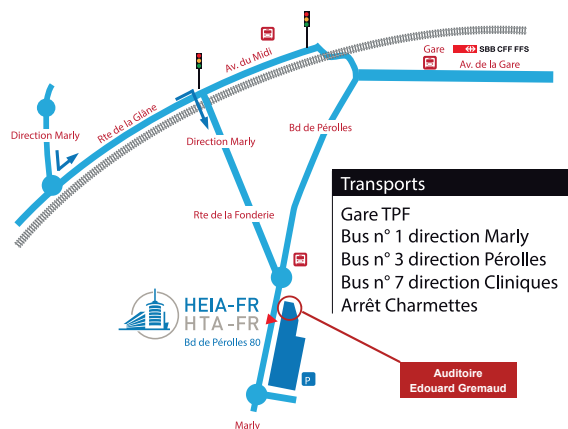 Gare SBB CFF FFS
Av. de la Gare
Av. du Midi
Rte de la Glâne
Direction Marly
Direction Marly
Bd de Pérolles
Rte de la Fonderie
Transports
Gare TPF
Bus n° 1 direction Marly
Bus n° 3 direction Pérolles
Bus n° 7 direction Cliniques
Arrêt Charmettes
HEIA-FR
HTA-FR
Bd de Pérolles 80
P
Auditoire
Edouard Gremaud
Marly